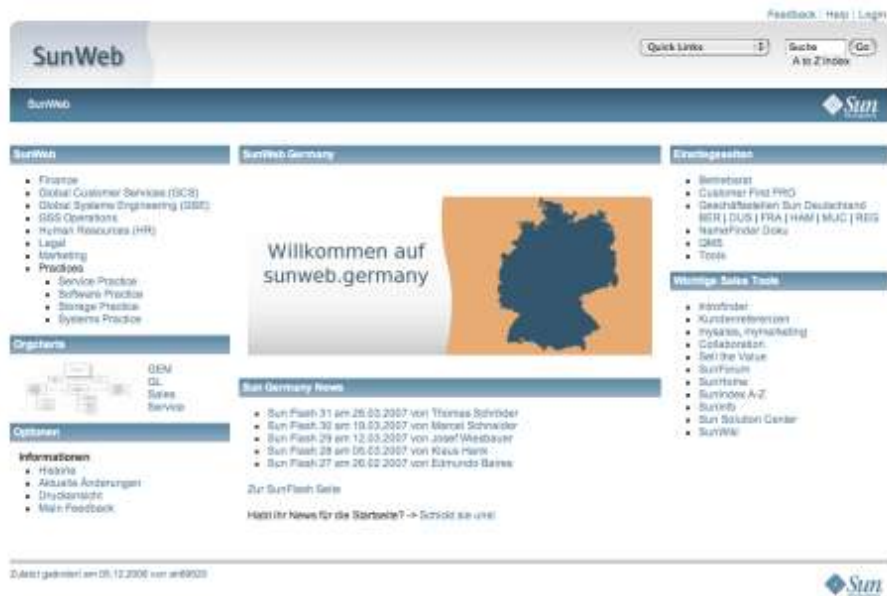 Feedback | Help | Login
SunWeb
Quick Links
Suche
Go
A to Z Index
SunWeb
Sun
SunWeb
Finance
Global Customer Services (GCS)
Global Systems Engineering (GSE)
GSS Operations
Human Resources (HR)
Legal
Marketing
Practices
Service Practice
Software Practice
Storage Practice
Systems Practice
Orgcharts
GEM
GL
Sales
Service
Optionen
Informationen
Historie
Aktuelle Änderungen
Druckansicht
Main Feedback
SunWeb Germany
Willkommen auf
sunweb.germany
Sun Germany News
Sun Flash 31 am 26.03.2007 von Thomas Schröder
Sun Flash 30 am 19.03.2007 von Marcel Schneider
Sun Flash 29 am 12.03.2007 von Josef Wiesbauer
Sun Flash 28 am 05.03.2007 von Klaus Hank
Sun Flash 27 am 26.02.2007 von Edmundo Baires
Zur SunFlash Seite
Habt ihr News für die Startseite? -> Schickt sie uns!
Einstiegsseiten
Betriebsrat
Customer First PRO
Geschäftsstellen Sun Deutschland
BER | DUS | FRA | HAM | MUC | REG
NameFinder Doku
QMS
Tools
Wichtige Sales Tools
Introfinder
Kundenreferenzen
mysales, mymarketing
Collaboration
Sell the Value
SunForum
SunHome
SunIndex A-Z
SunInfo
Sun Solution Center
SunWiki
Zuletzt geändert am 05.12.2006 von
Sun